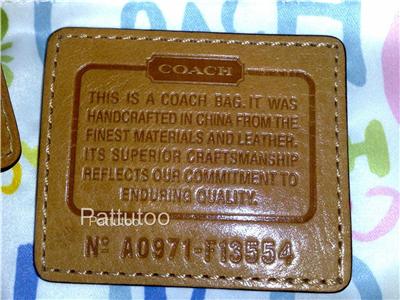 COACH
THIS IS A COACH BAG. IT WAS
HANDCRAFTED IN CHINA FROM THE
FINEST MATERIALS AND LEATHER.
ITS SUPERIOR CRAFTSMANSHIP
REFLECTS OUR COMMITMENT TO
ENDURING QUALITY.
Pattutoo
Nº A0971-F13554